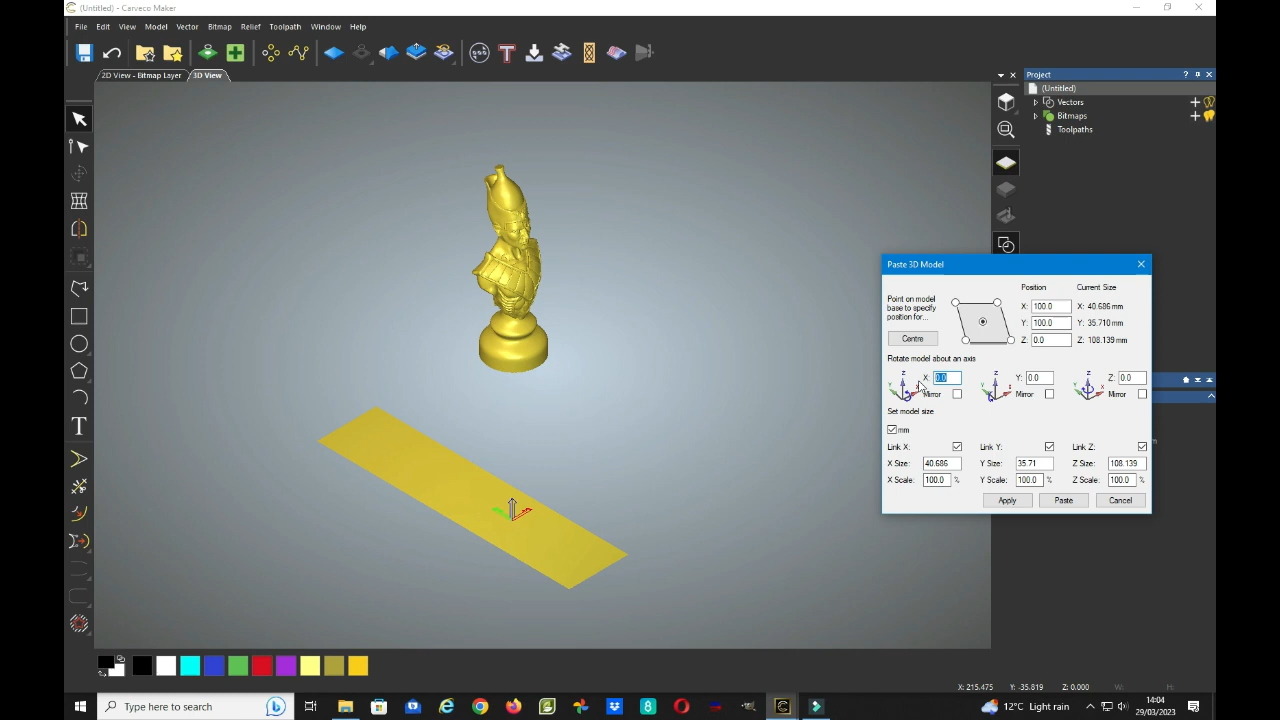 (Untitled) - Carveco Maker
File Edit View Model Vector Bitmap Relief Toolpath Window Help
2D View - Bitmap Layer 3D View
Project
(Untitled)
Vectors
Bitmaps
Toolpaths
Paste 3D Model
Position Current Size
Point on model
base to specify
position for...
X: 100.0 X: 40.686 mm
Y: 100.0 Y: 35.710 mm
Z: 0.0 Z: 108.139 mm
Centre
Rotate model about an axis
X: 0.0 Y: 0.0 Z: 0.0
Mirror Mirror Mirror
Set model size
mm
Link X: Link Y: Link Z:
X Size: 40.686 Y Size: 35.71 Z Size: 108.139
X Scale: 100.0 % Y Scale: 100.0 % Z Scale: 100.0 %
Apply Paste Cancel
X: 215.475 Y: -35.819 Z: 0.000 W: H:
Type here to search
12°C Light rain
14:04
29/03/2023